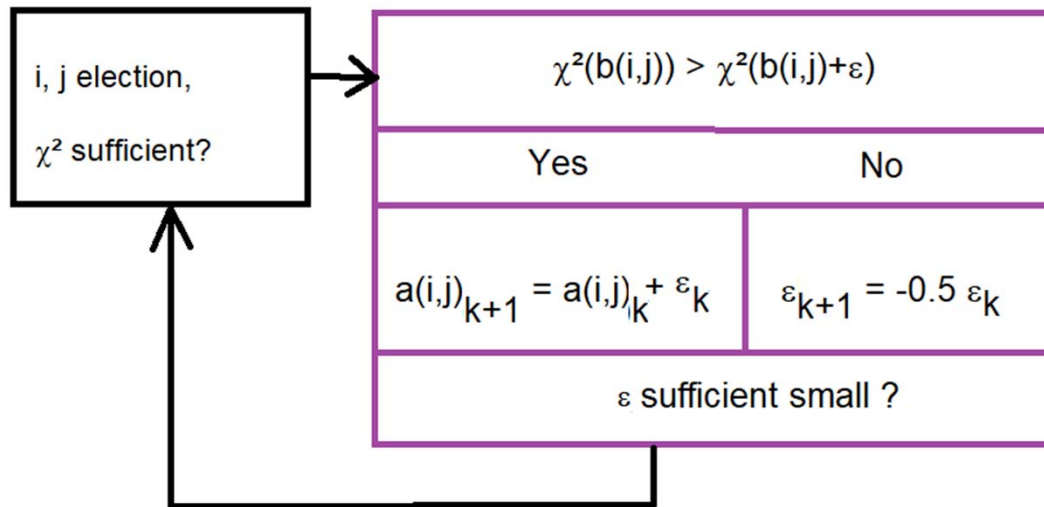 i, j election,
χ² sufficient?
χ²(b(i,j)) > χ²(b(i,j)+ε)
Yes No
a(i,j)k+1 = a(i,j)k + εk
εk+1 = -0.5 εk
ε sufficient small ?